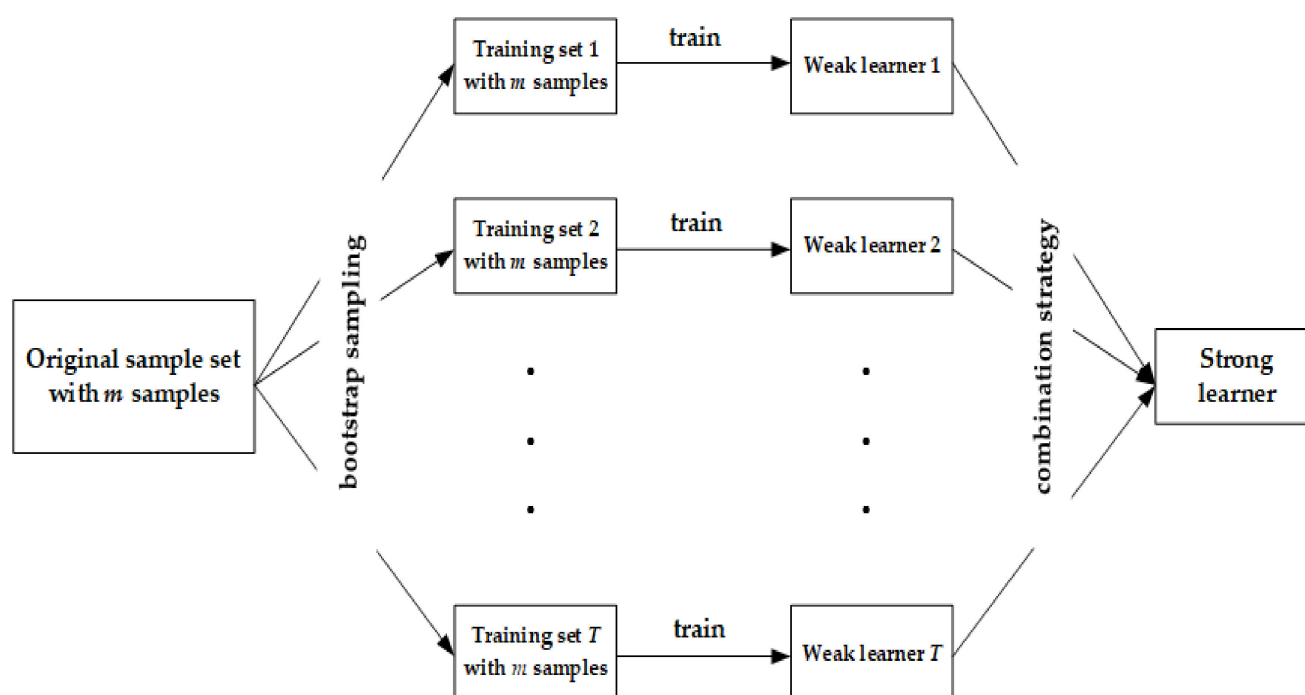 Original sample set
with m samples
bootstrap sampling
Training set 1
with m samples
train
Weak learner 1
Training set 2
with m samples
train
Weak learner 2
Training set T
with m samples
train
Weak learner T
combination strategy
Strong
learner